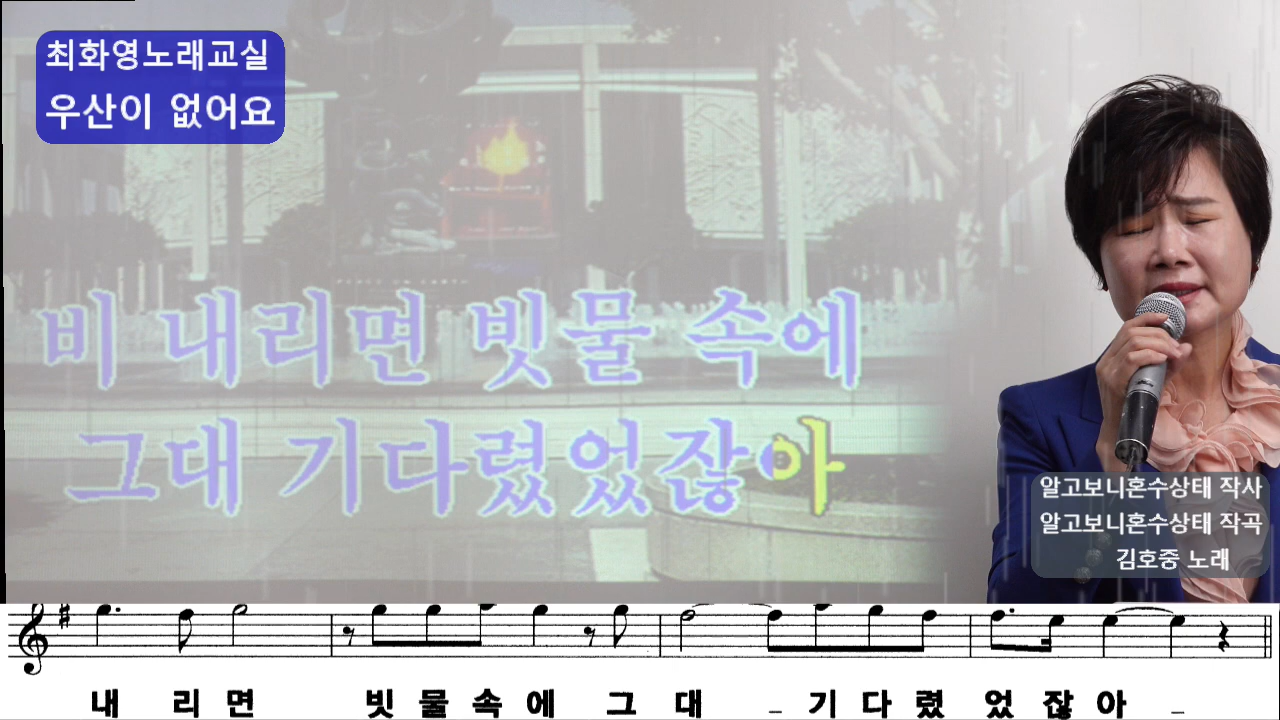 최화영노래교실
우산이 없어요
비 내리면 빗물 속에
그대 기다렸었잖아
알고보니혼수상태 작사
알고보니혼수상태 작곡
김호중 노래
내 리 면 빗 물 속 에 그 대 _ 기 다 렸 었 잖 아 _